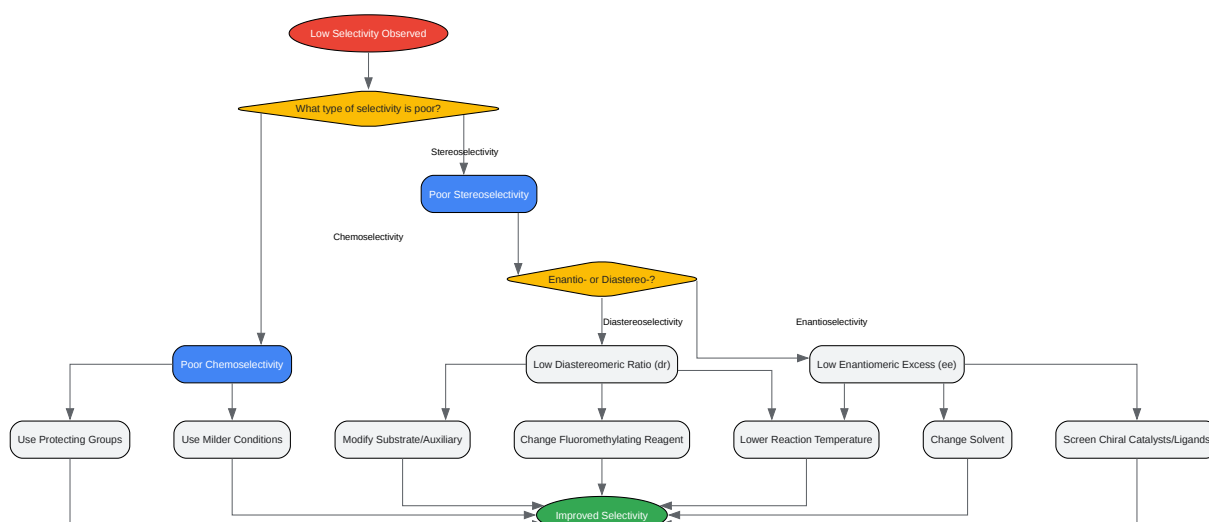 Low Selectivity Observed
What type of selectivity is poor?
Stereoselectivity
Poor Stereoselectivity
Chemoselectivity
Enantio- or Diastereo-?
Diastereoselectivity
Enantioselectivity
Poor Chemoselectivity
Low Diastereomeric Ratio (dr)
Low Enantiomeric Excess (ee)
Use Protecting Groups
Use Milder Conditions
Modify Substrate/Auxiliary
Change Fluoromethylating Reagent
Lower Reaction Temperature
Change Solvent
Screen Chiral Catalysts/Ligands
Improved Selectivity